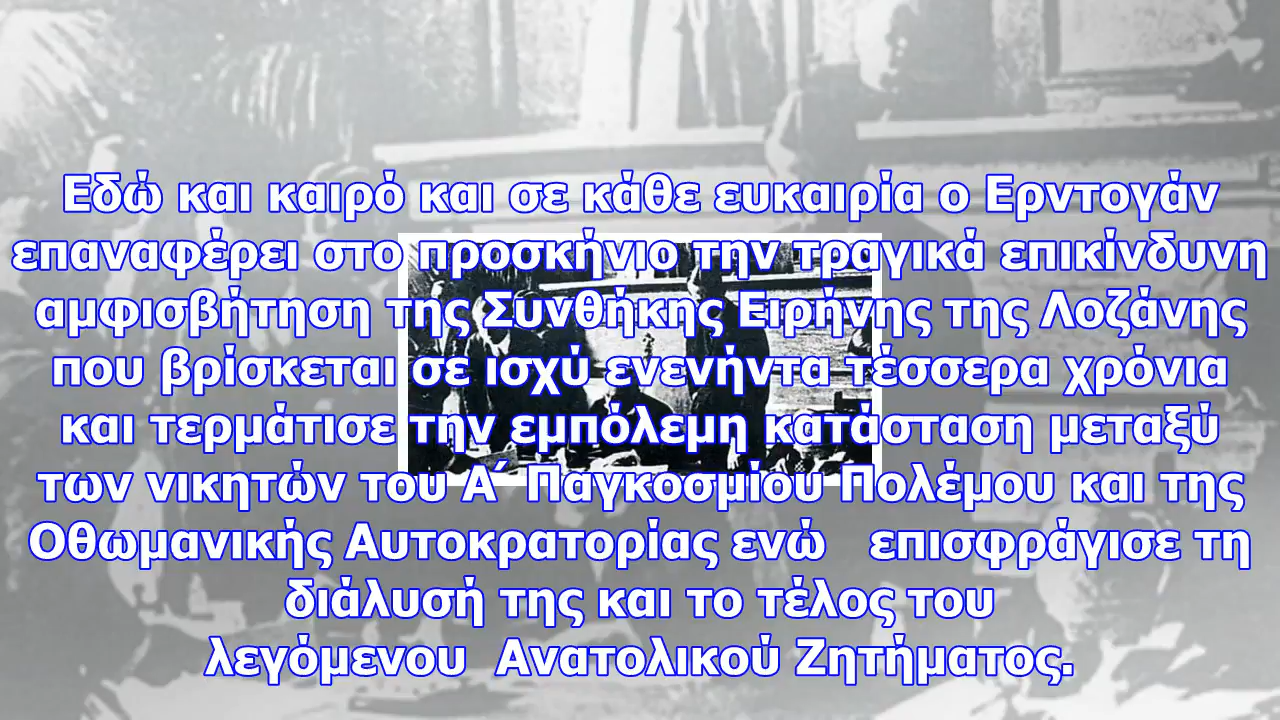 Εδώ και καιρό και σε κάθε ευκαιρία ο Ερντογάν
επαναφέρει στο προσκήνιο την τραγικά επικίνδυνη
αμφισβήτηση της Συνθήκης Ειρήνης της Λοζάνης
που βρίσκεται σε ισχύ ενενήντα τέσσερα χρόνια
και τερμάτισε την εμπόλεμη κατάσταση μεταξύ
των νικητών του Α΄ Παγκοσμίου Πολέμου και της
Οθωμανικής Αυτοκρατορίας ενώ   επισφράγισε τη
διάλυσή της και το τέλος του
λεγόμενου  Ανατολικού Ζητήματος.